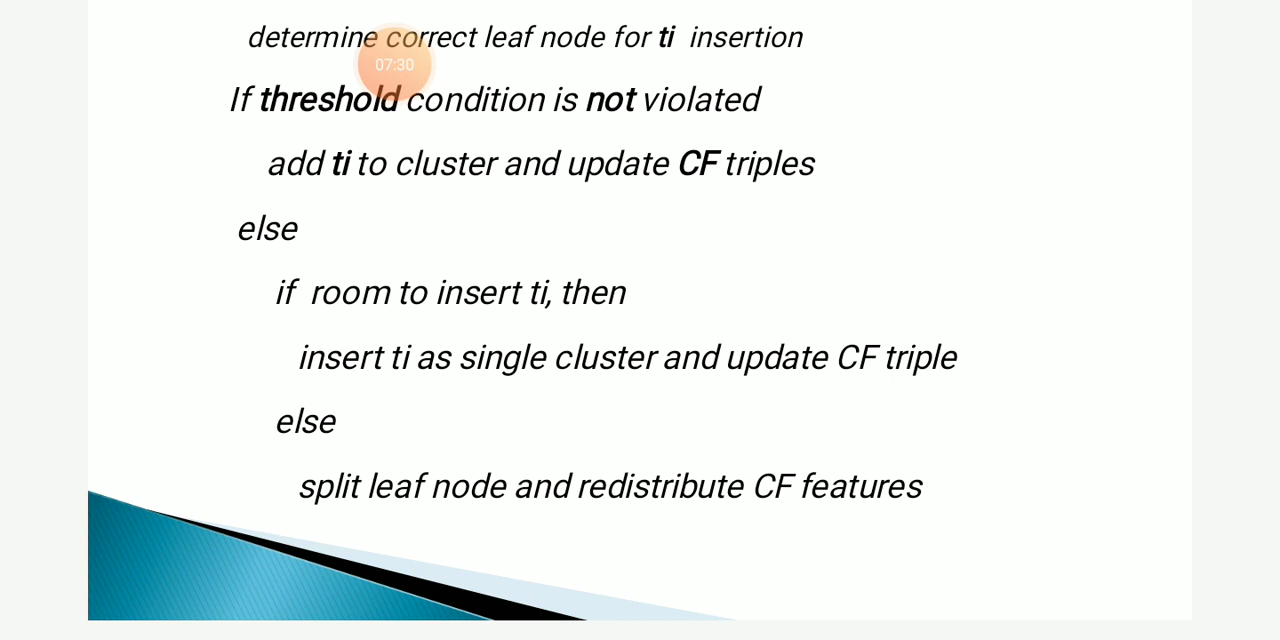 determine correct leaf node for ti insertion
07:30
If threshold condition is not violated
add ti to cluster and update CF triples
else
if room to insert ti, then
insert ti as single cluster and update CF triple
else
split leaf node and redistribute CF features